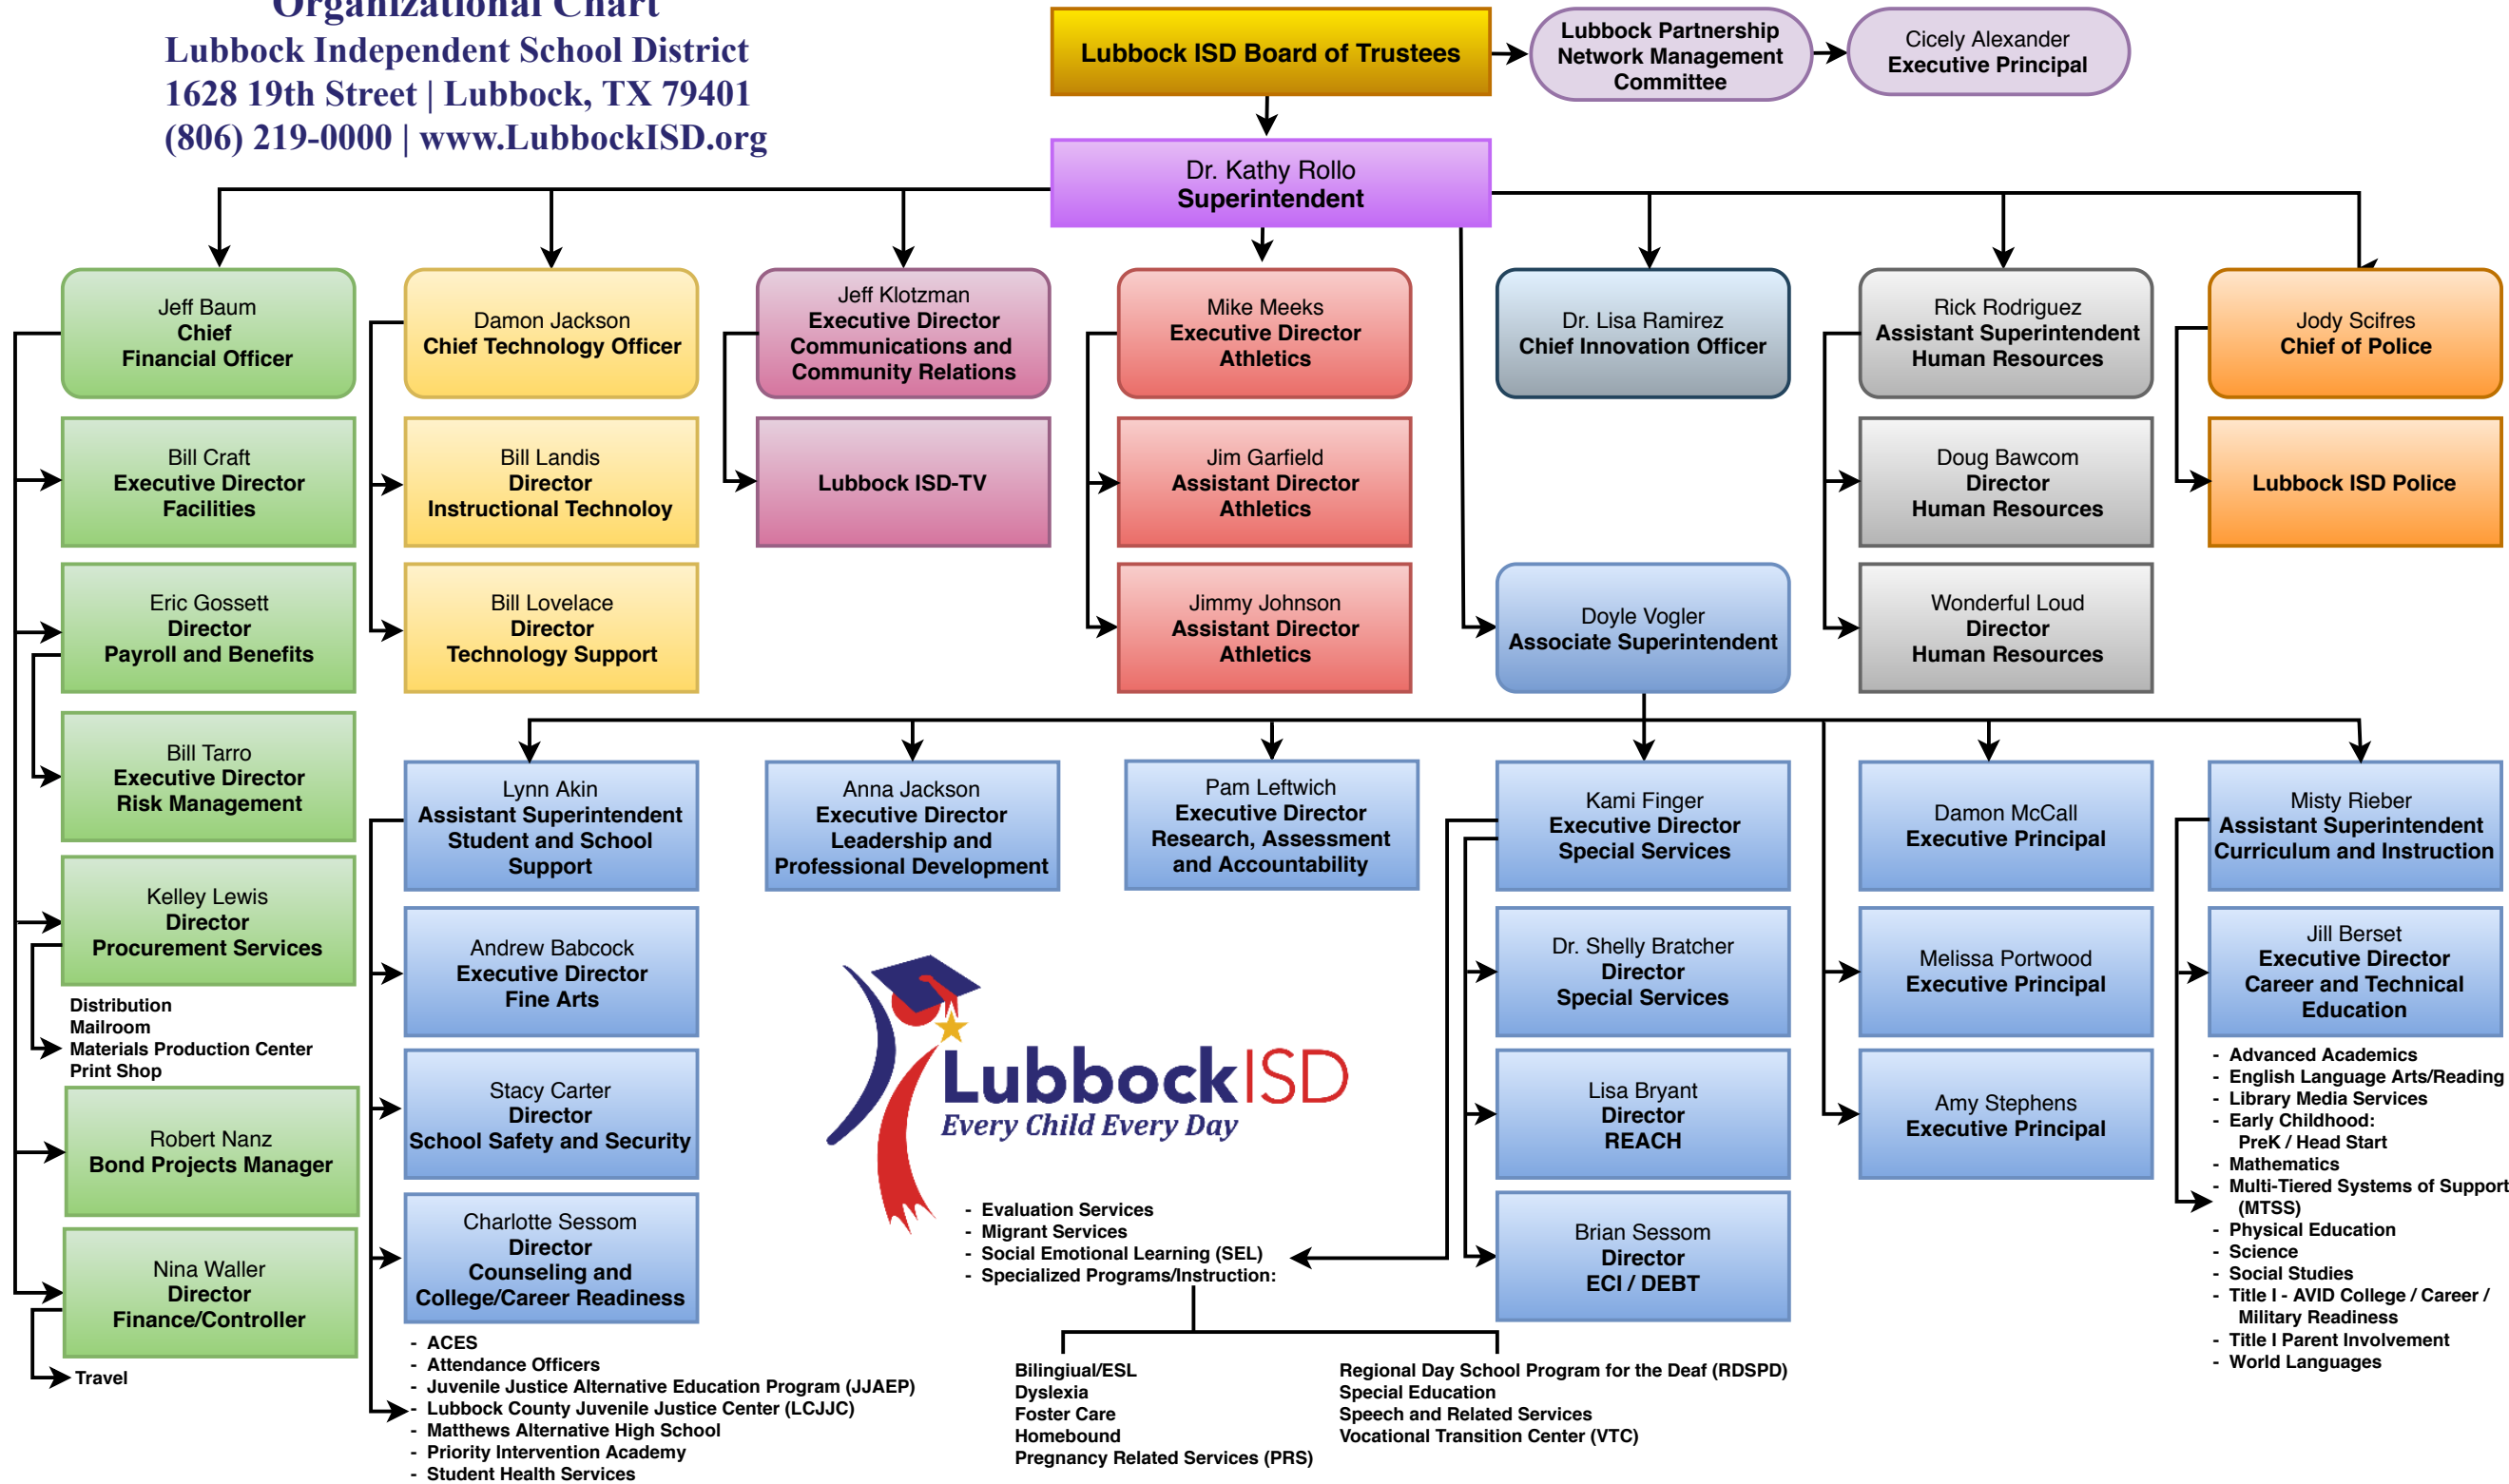 Organizational Chart
Lubbock Independent School District
1628 19th Street | Lubbock, TX 79401
(806) 219-0000 | www.LubbockISD.org
Lubbock ISD Board of Trustees
Lubbock Partnership
Network Management
Committee
Cicely Alexander
Executive Principal
Dr. Kathy Rollo
Superintendent
Jeff Baum
Chief
Financial Officer
Damon Jackson
Chief Technology Officer
Jeff Klotzman
Executive Director
Communications and
Community Relations
Mike Meeks
Executive Director
Athletics
Dr. Lisa Ramirez
Chief Innovation Officer
Rick Rodriguez
Assistant Superintendent
Human Resources
Jody Scifres
Chief of Police
Bill Craft
Executive Director
Facilities
Bill Landis
Director
Instructional Technoloy
Lubbock ISD-TV
Jim Garfield
Assistant Director
Athletics
Doug Bawcom
Director
Human Resources
Lubbock ISD Police
Eric Gossett
Director
Payroll and Benefits
Bill Lovelace
Director
Technology Support
Jimmy Johnson
Assistant Director
Athletics
Doyle Vogler
Associate Superintendent
Wonderful Loud
Director
Human Resources
Bill Tarro
Executive Director
Risk Management
Lynn Akin
Assistant Superintendent
Student and School
Support
Anna Jackson
Executive Director
Leadership and
Professional Development
Pam Leftwich
Executive Director
Research, Assessment
and Accountability
Kami Finger
Executive Director
Special Services
Damon McCall
Executive Principal
Misty Rieber
Assistant Superintendent
Curriculum and Instruction
Kelley Lewis
Director
Procurement Services
Distribution
Mailroom
Materials Production Center
Print Shop
Andrew Babcock
Executive Director
Fine Arts
Dr. Shelly Bratcher
Director
Special Services
Melissa Portwood
Executive Principal
Jill Berset
Executive Director
Career and Technical
Education
Robert Nanz
Bond Projects Manager
Stacy Carter
Director
School Safety and Security
LubbockISD
Every Child Every Day
Lisa Bryant
Director
REACH
Amy Stephens
Executive Principal
- Advanced Academics
- English Language Arts/Reading
- Library Media Services
- Early Childhood:
PreK / Head Start
- Mathematics
- Multi-Tiered Systems of Support
(MTSS)
- Physical Education
- Science
- Social Studies
- Title I - AVID College / Career /
Military Readiness
- Title I Parent Involvement
- World Languages
Nina Waller
Director
Finance/Controller
Travel
Charlotte Sessom
Director
Counseling and
College/Career Readiness
- Evaluation Services
- Migrant Services
- Social Emotional Learning (SEL)
- Specialized Programs/Instruction:
Brian Sessom
Director
ECI / DEBT
- ACES
- Attendance Officers
- Juvenile Justice Alternative Education Program (JJAEP)
- Lubbock County Juvenile Justice Center (LCJJC)
- Matthews Alternative High School
- Priority Intervention Academy
- Student Health Services
Bilingiual/ESL
Dyslexia
Foster Care
Homebound
Pregnancy Related Services (PRS)
Regional Day School Program for the Deaf (RDSPD)
Special Education
Speech and Related Services
Vocational Transition Center (VTC)